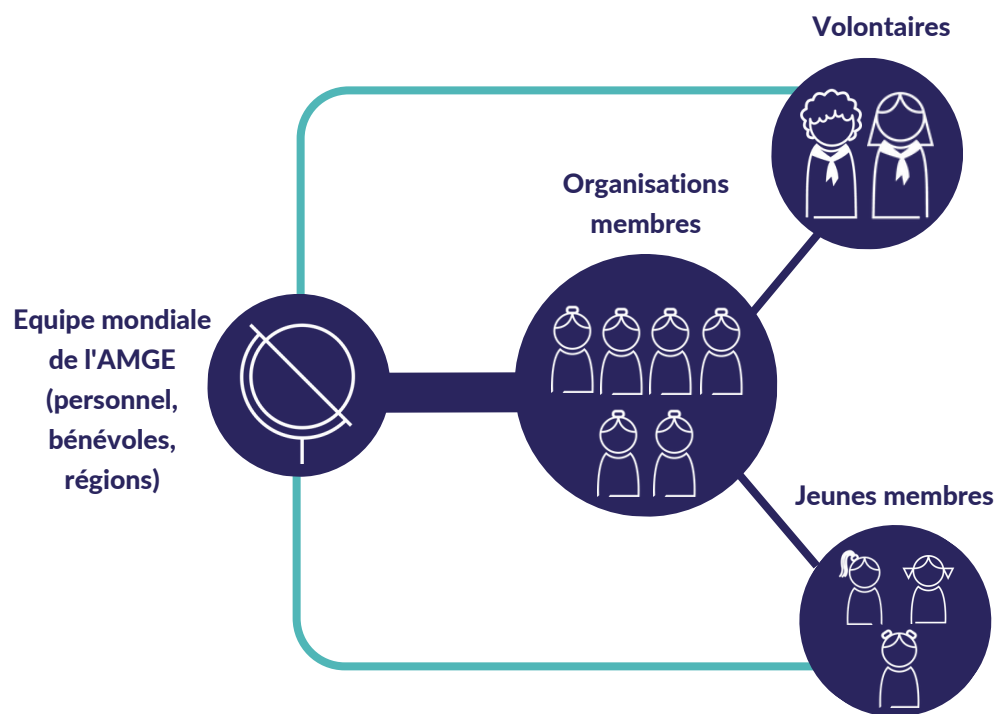 Volontaires
Organisations
membres
Equipe mondiale
de l'AMGE
(personnel,
bénévoles,
régions)
Jeunes membres